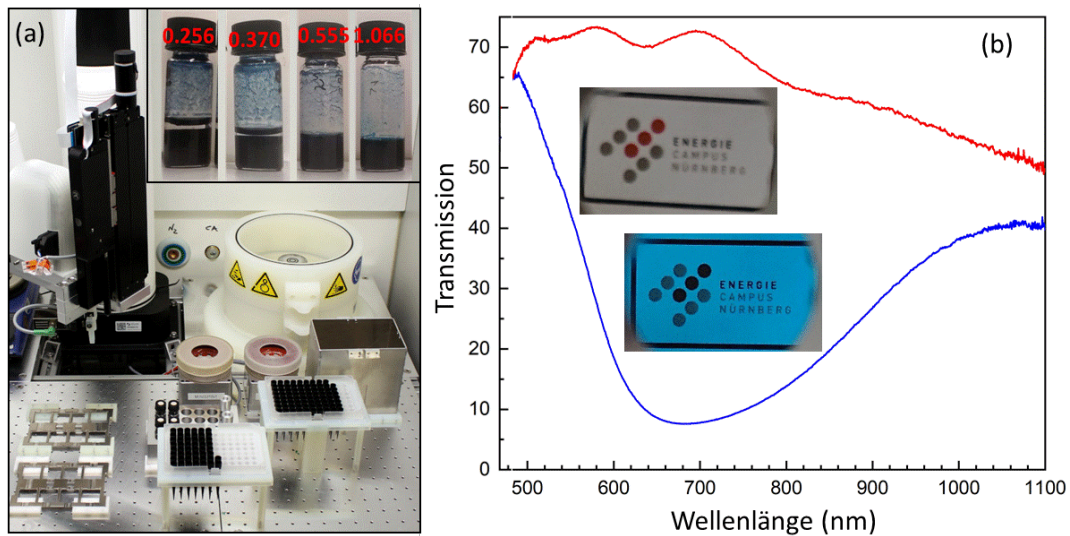 (a)
0.256 0.370 0.555 1.066
N₂ CA
(b)
70
60
50
40
30
20
10
0
Transmission
ENERGIE
CAMPUS
NÜRNBERG
ENERGIE
CAMPUS
NÜRNBERG
500 600 700 800 900 1000 1100
Wellenlänge (nm)